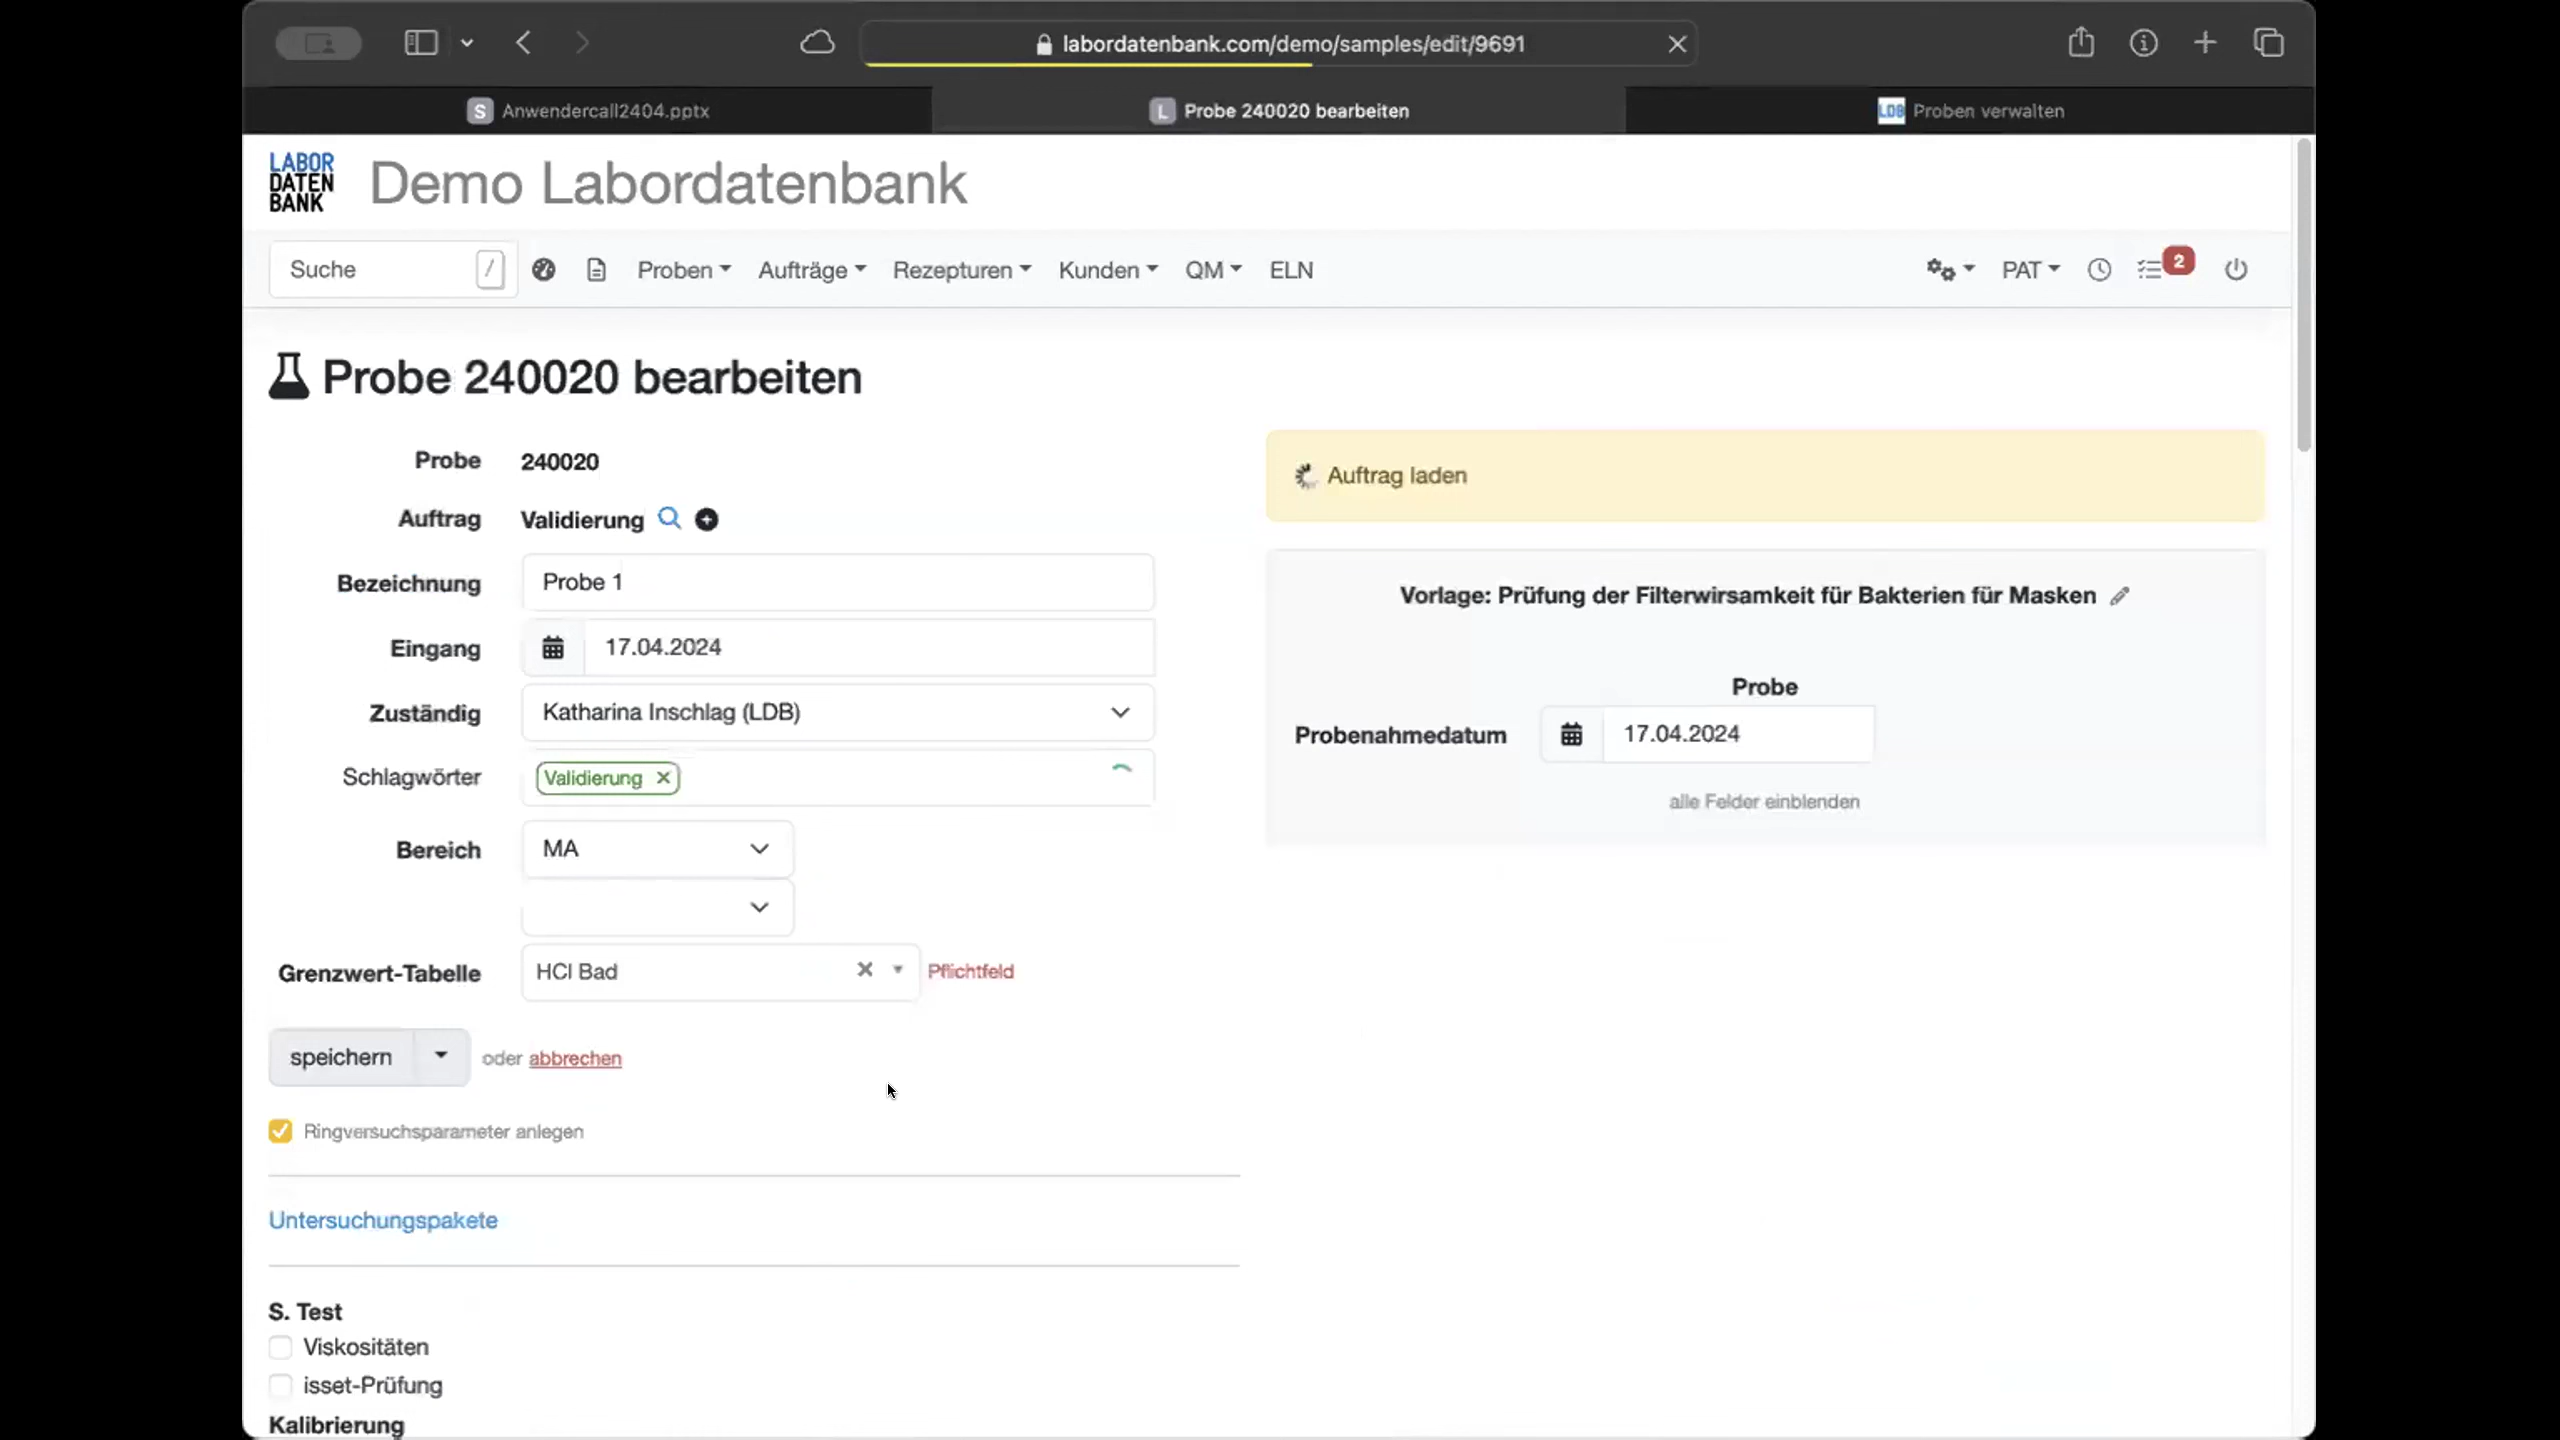 labordatenbank.com/demo/samples/edit/9691
S Anwendercall2404.pptx
L Probe 240020 bearbeiten
LDB Proben verwalten
LABOR
DATEN
BANK
Demo Labordatenbank
Suche /
Proben
Aufträge
Rezepturen
Kunden
QM
ELN
PAT
2
Probe 240020 bearbeiten
Probe 240020
Auftrag Validierung
Bezeichnung Probe 1
Eingang 17.04.2024
Zuständig Katharina Inschlag (LDB)
Schlagwörter Validierung ×
Bereich MA
Grenzwert-Tabelle HCl Bad × Pflichtfeld
speichern oder abbrechen
Ringversuchsparameter anlegen
Untersuchungspakete
S. Test
Viskositäten
isset-Prüfung
Kalibrierung
Auftrag laden
Vorlage: Prüfung der Filterwirsamkeit für Bakterien für Masken
Probe
Probenahmedatum 17.04.2024
alle Felder einblenden